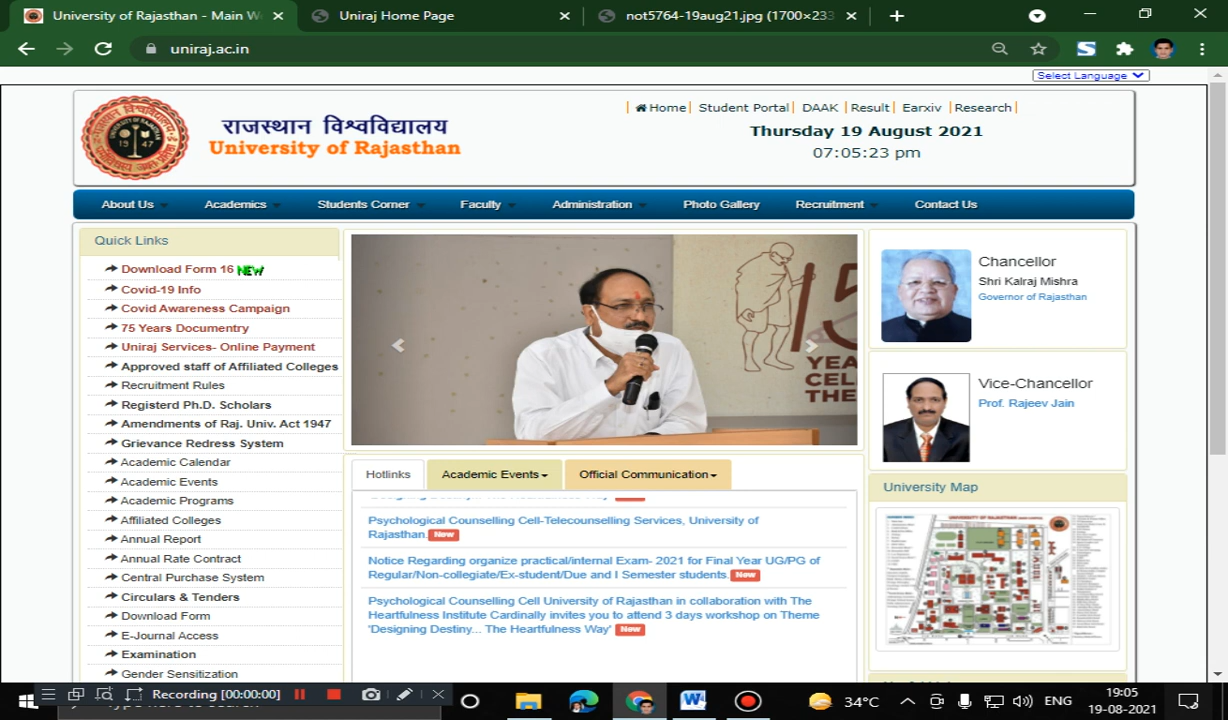 University of Rajasthan - Main W
Uniraj Home Page
not5764-19aug21.jpg (1700×233
uniraj.ac.in
Select Language
राजस्थान विश्वविद्यालय
University of Rajasthan
1947
Home
Student Portal
DAAK
Result
Earxiv
Research
Thursday 19 August 2021
07:05:23 pm
About Us
Academics
Students Corner
Faculty
Administration
Photo Gallery
Recruitment
Contact Us
Quick Links
Download Form 16 NEW
Covid-19 Info
Covid Awareness Campaign
75 Years Documentry
Uniraj Services- Online Payment
Approved staff of Affiliated Colleges
Recruitment Rules
Registerd Ph.D. Scholars
Amendments of Raj. Univ. Act 1947
Grievance Redress System
Academic Calendar
Academic Events
Academic Programs
Affiliated Colleges
Annual Report
Annual Rate Contract
Central Purchase System
Circulars & Tenders
Download Form
E-Journal Access
Examination
Gender Sensitization
15
YEA
CEL
THE
Hotlinks
Academic Events
Official Communication
Psychological Counselling Cell-Telecounselling Services, University of
Rajasthan. New
Notice Regarding organize practical/internal Exam- 2021 for Final Year UG/PG of
Regular/Non-collegiate/Ex-student/Due and I Semester students. New
Psychological Counselling Cell University of Rajasthan in collaboration with The
Heartfulness Institute Cardinally invites you to attend 3 days workshop on Theme
'Designing Destiny... The Heartfulness Way' New
Chancellor
Shri Kalraj Mishra
Governor of Rajasthan
Vice-Chancellor
Prof. Rajeev Jain
University Map
UNIVERSITY OF RAJASTHAN
Recording [00:00:00]
34°C
ENG
19:05
19-08-2021